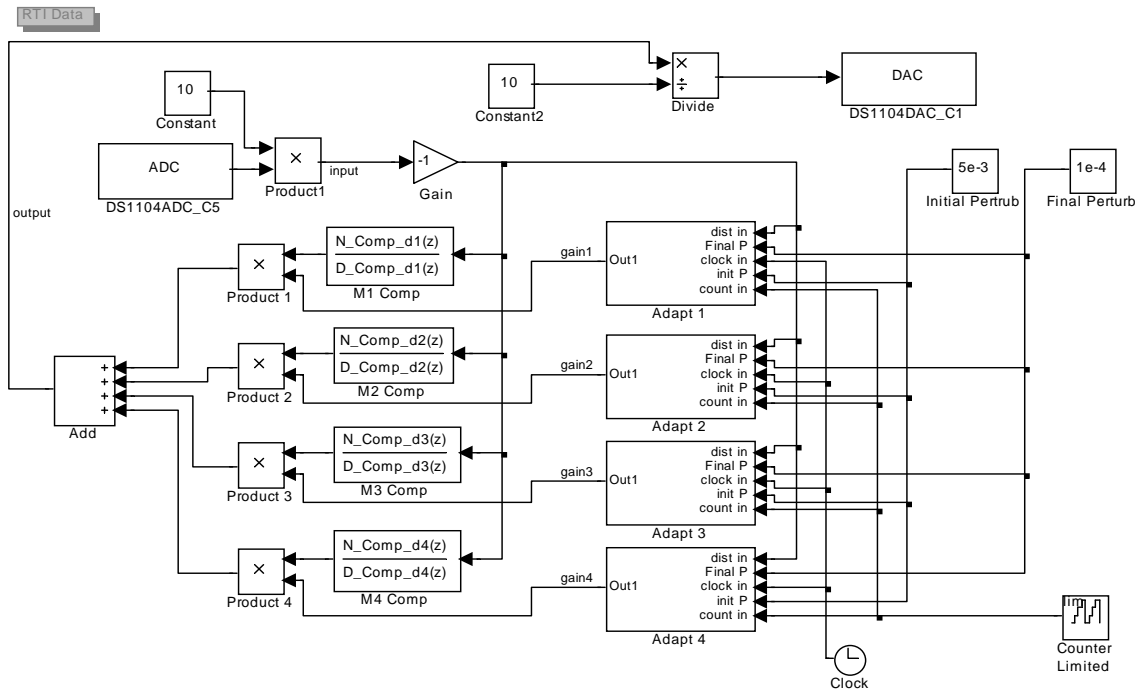 RTI Data
10
Constant
ADC
DS1104ADC_C5
×
Product1
input
-1
Gain
10
Constant2
×
÷
Divide
DAC
DS1104DAC_C1
5e-3
Initial Pertrub
1e-4
Final Perturb
output
×
Product 1
N_Comp_d1(z)
D_Comp_d1(z)
M1 Comp
gain1
Out1
dist in
Final P
clock in
init P
count in
Adapt 1
×
Product 2
N_Comp_d2(z)
D_Comp_d2(z)
M2 Comp
gain2
Out1
dist in
Final P
clock in
init P
count in
Adapt 2
+
+
+
+
Add
×
Product 3
N_Comp_d3(z)
D_Comp_d3(z)
M3 Comp
gain3
Out1
dist in
Final P
clock in
init P
count in
Adapt 3
×
Product 4
N_Comp_d4(z)
D_Comp_d4(z)
M4 Comp
gain4
Out1
dist in
Final P
clock in
init P
count in
Adapt 4
lim
Counter
Limited
Clock